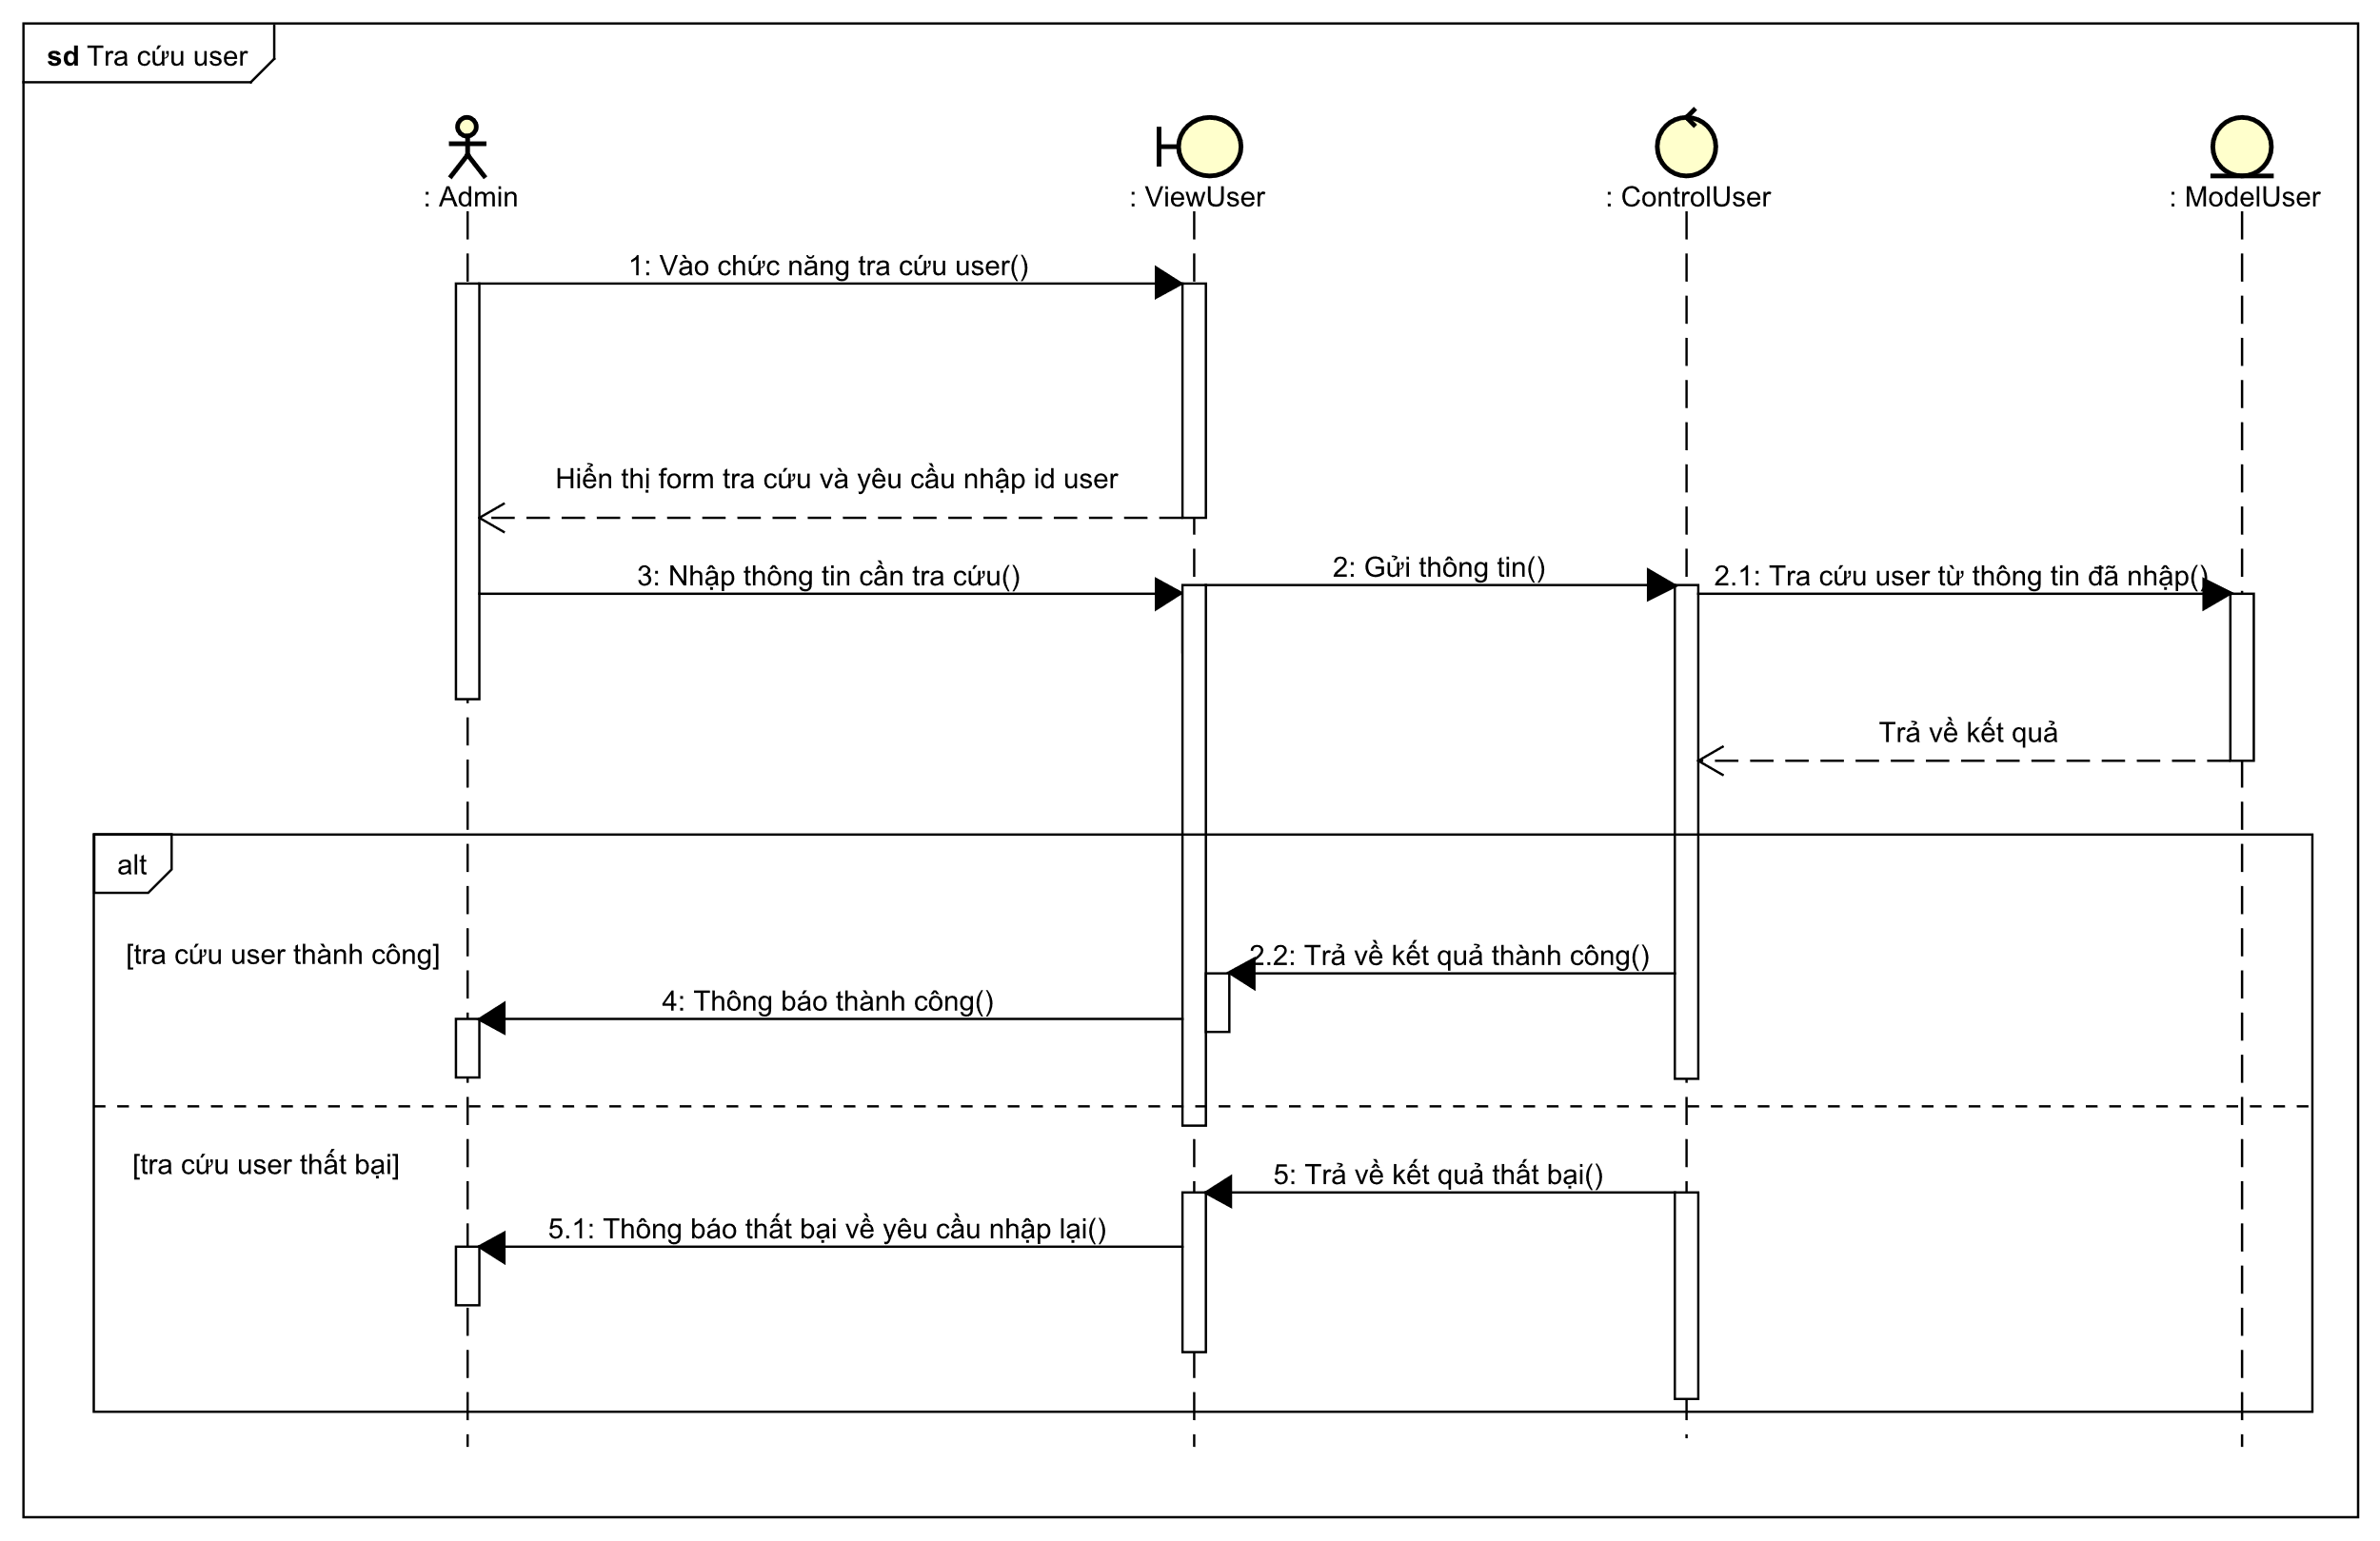 sd Tra cứu user
: Admin
: ViewUser
: ControlUser
: ModelUser
1: Vào chức năng tra cứu user()
Hiển thị form tra cứu và yêu cầu nhập id user
3: Nhập thông tin cần tra cứu()
2: Gửi thông tin()
2.1: Tra cứu user từ thông tin đã nhập()
Trả về kết quả
alt
[tra cứu user thành công]
2.2: Trả về kết quả thành công()
4: Thông báo thành công()
[tra cứu user thất bại]
5: Trả về kết quả thất bại()
5.1: Thông báo thất bại về yêu cầu nhập lại()